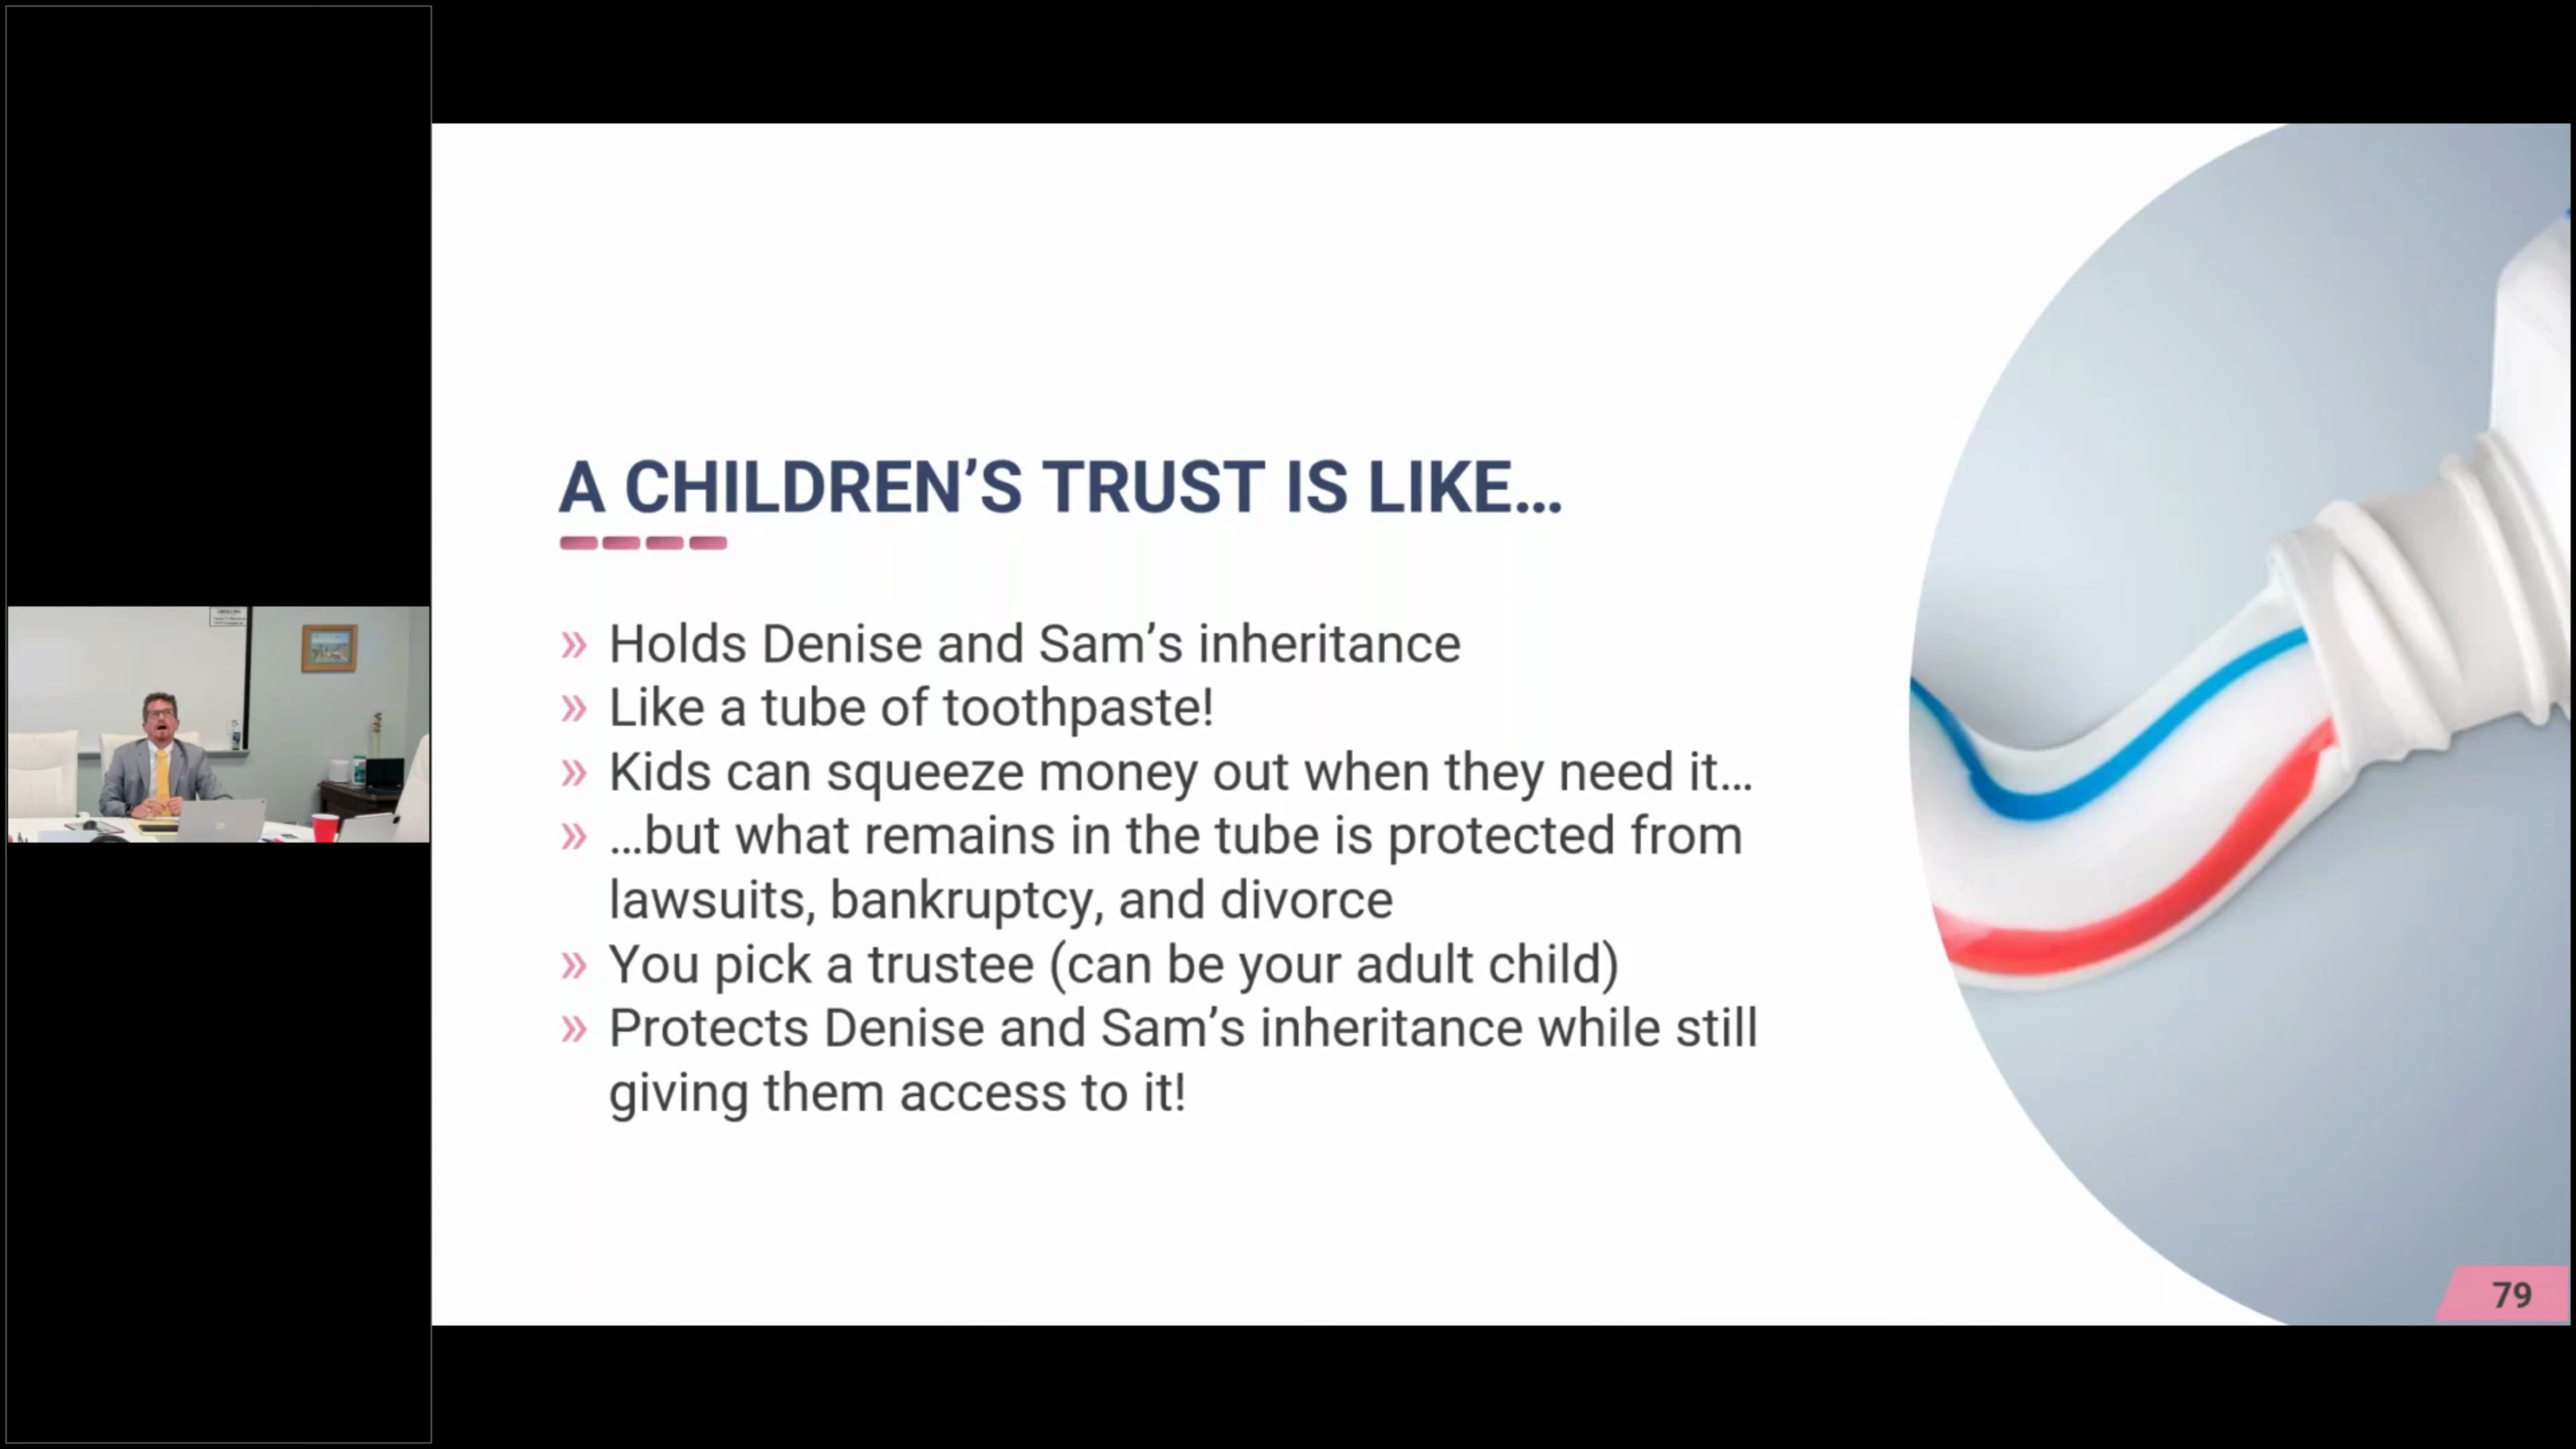 A CHILDREN’S TRUST IS LIKE…
» Holds Denise and Sam’s inheritance
» Like a tube of toothpaste!
» Kids can squeeze money out when they need it…
» …but what remains in the tube is protected from
lawsuits, bankruptcy, and divorce
» You pick a trustee (can be your adult child)
» Protects Denise and Sam’s inheritance while still
giving them access to it!
79